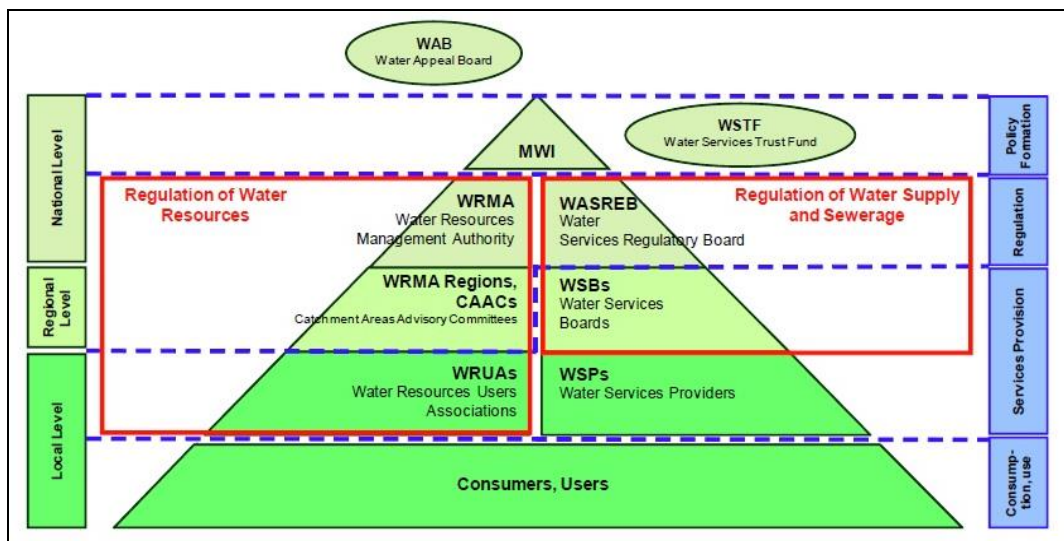 WAB
Water Appeal Board
WSTF
Water Services Trust Fund
MWI
National Level
Policy
Formation
Regulation of Water
Resources
WRMA
Water Resources
Management Authority
WASREB
Water
Services Regulatory Board
Regulation of Water Supply
and Sewerage
Regulation
Regional
Level
WRMA Regions,
CAACs
Catchment Areas Advisory Committees
WSBs
Water Services
Boards
Services Provision
Local Level
WRUAs
Water Resources Users
Associations
WSPs
Water Services Providers
Consumers, Users
Consump-
tion, use